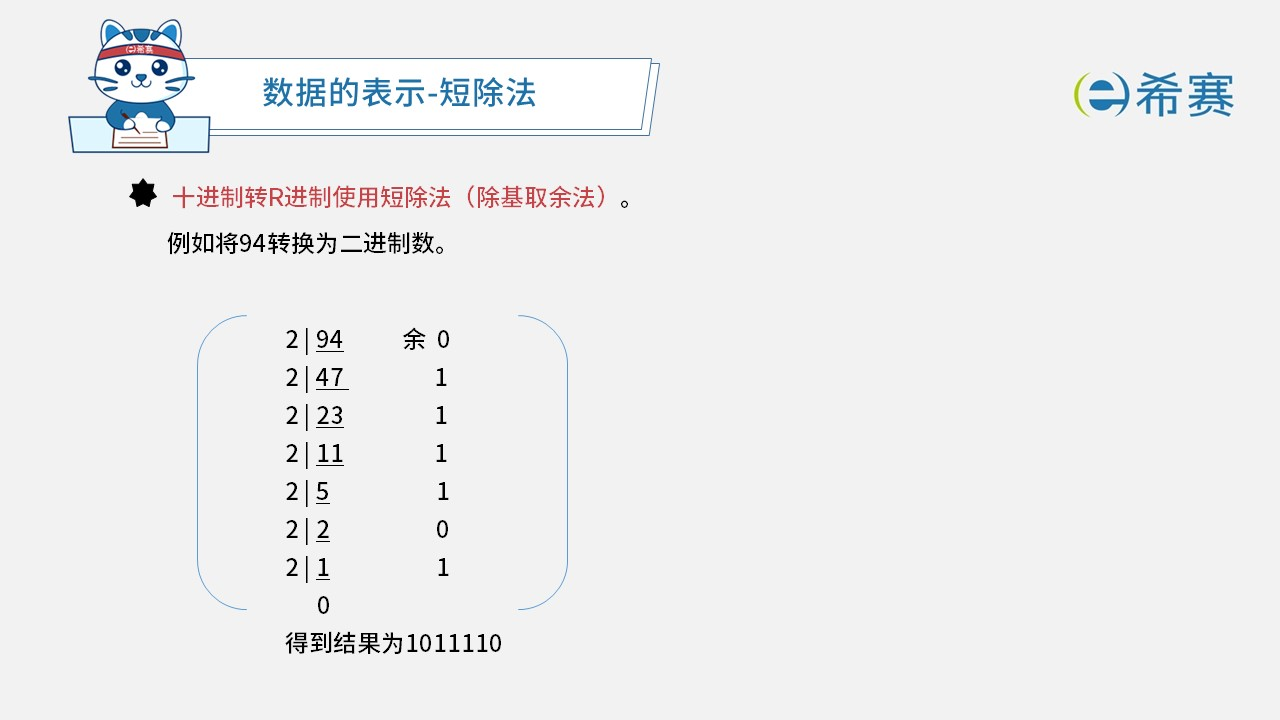 希赛
数据的表示-短除法
希赛
十进制转R进制使用短除法（除基取余法）。
例如将94转换为二进制数。
2|94 余 0
2|47 1
2|23 1
2|11 1
2|5 1
2|2 0
2|1 1
0
得到结果为1011110